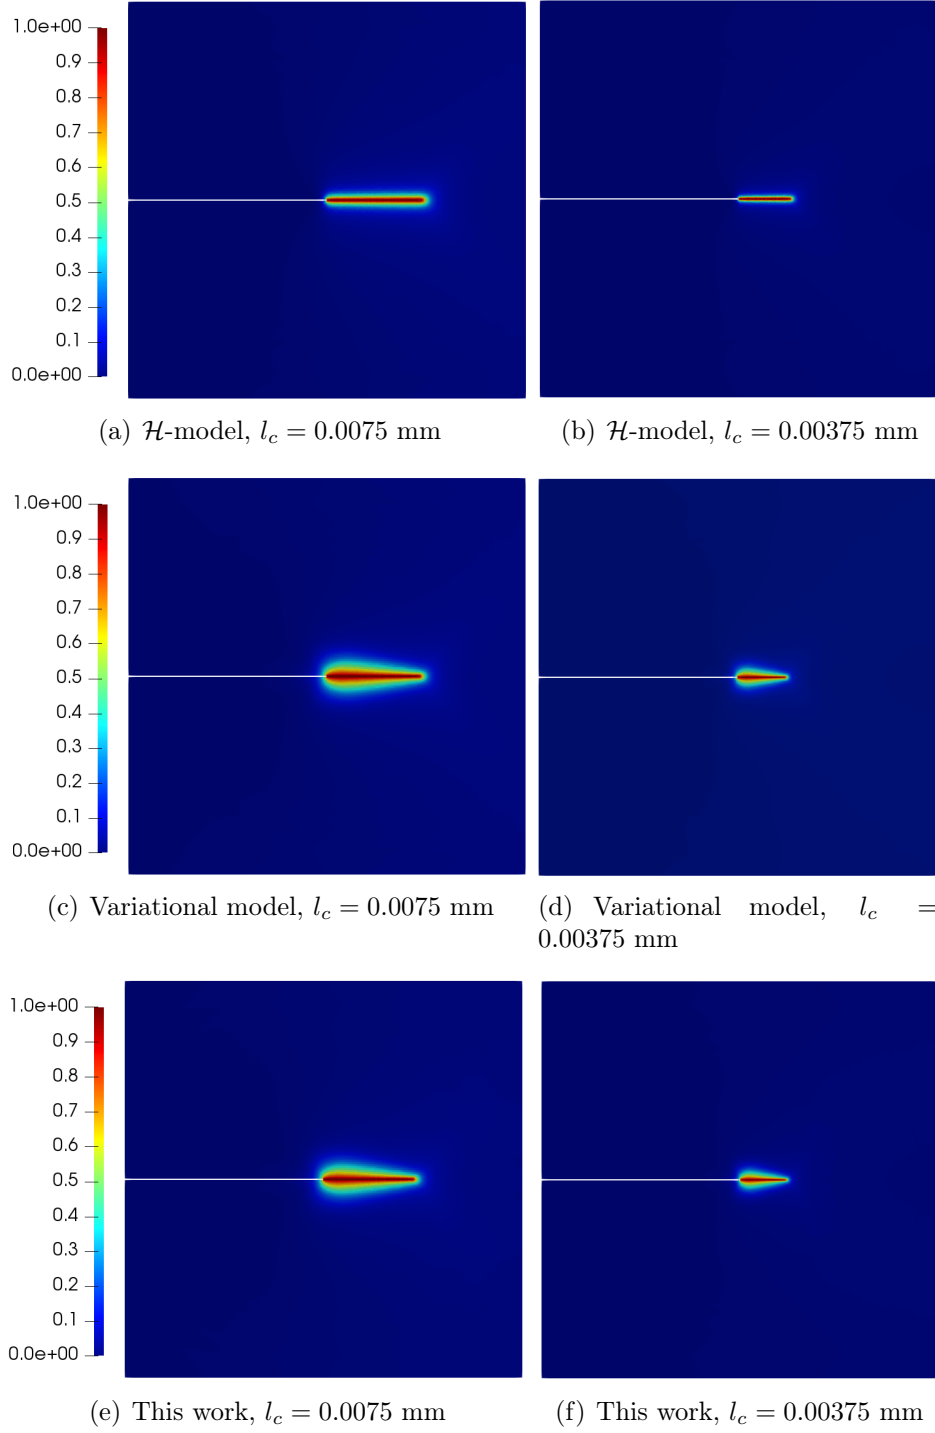 1.0e+00
0.9
0.8
0.7
0.6
0.5
0.4
0.3
0.2
0.1
0.0e+00
(a) ℋ-model, l_c = 0.0075 mm
(b) ℋ-model, l_c = 0.00375 mm
1.0e+00
0.9
0.8
0.7
0.6
0.5
0.4
0.3
0.2
0.1
0.0e+00
(c) Variational model, l_c = 0.0075 mm
(d) Variational model, l_c =
0.00375 mm
1.0e+00
0.9
0.8
0.7
0.6
0.5
0.4
0.3
0.2
0.1
0.0e+00
(e) This work, l_c = 0.0075 mm
(f) This work, l_c = 0.00375 mm